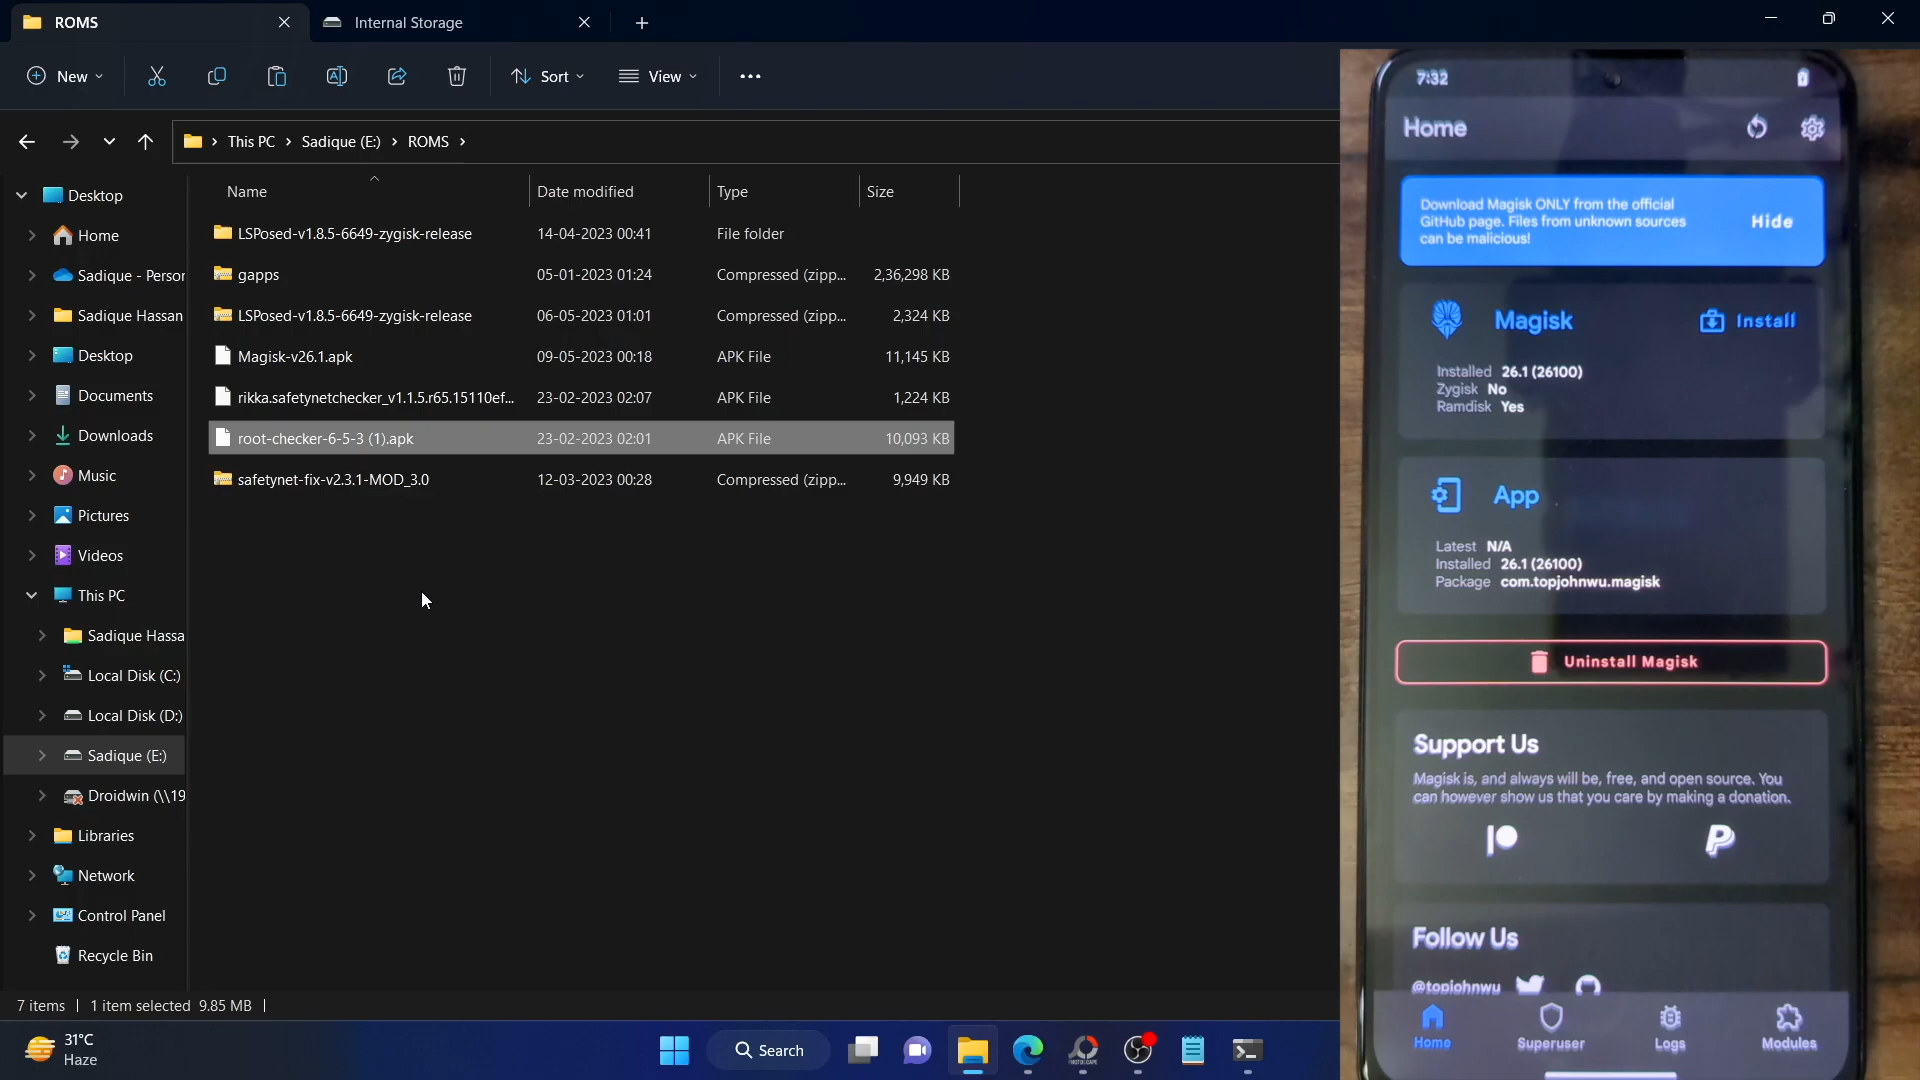 ROMS
Internal Storage
New
Sort
View
This PC
Sadique (E:)
ROMS
Name
Date modified
Type
Size
LSPosed-v1.8.5-6649-zygisk-release 14-04-2023 00:41 File folder
gapps 05-01-2023 01:24 Compressed (zipp... 2,36,298 KB
LSPosed-v1.8.5-6649-zygisk-release 06-05-2023 01:01 Compressed (zipp... 2,324 KB
Magisk-v26.1.apk 09-05-2023 00:18 APK File 11,145 KB
rikka.safetynetchecker_v1.1.5.r65.15110ef... 23-02-2023 02:07 APK File 1,224 KB
root-checker-6-5-3 (1).apk 23-02-2023 02:01 APK File 10,093 KB
safetynet-fix-v2.3.1-MOD_3.0 12-03-2023 00:28 Compressed (zipp... 9,949 KB
Desktop
Home
Sadique - Persor
Sadique Hassan
Desktop
Documents
Downloads
Music
Pictures
Videos
This PC
Sadique Hassa
Local Disk (C:)
Local Disk (D:)
Sadique (E:)
Droidwin (\\19
Libraries
Network
Control Panel
Recycle Bin
7 items
1 item selected 9.85 MB
31°C
Haze
Search
7:32
Home
Download Magisk ONLY from the official
GitHub page. Files from unknown sources
can be malicious!
Hide
Magisk
Install
Installed 26.1 (26100)
Zygisk No
Ramdisk Yes
App
Latest N/A
Installed 26.1 (26100)
Package com.topjohnwu.magisk
Uninstall Magisk
Support Us
Magisk is, and always will be, free, and open source. You
can however show us that you care by making a donation.
Follow Us
@topjohnwu
Home
Superuser
Logs
Modules